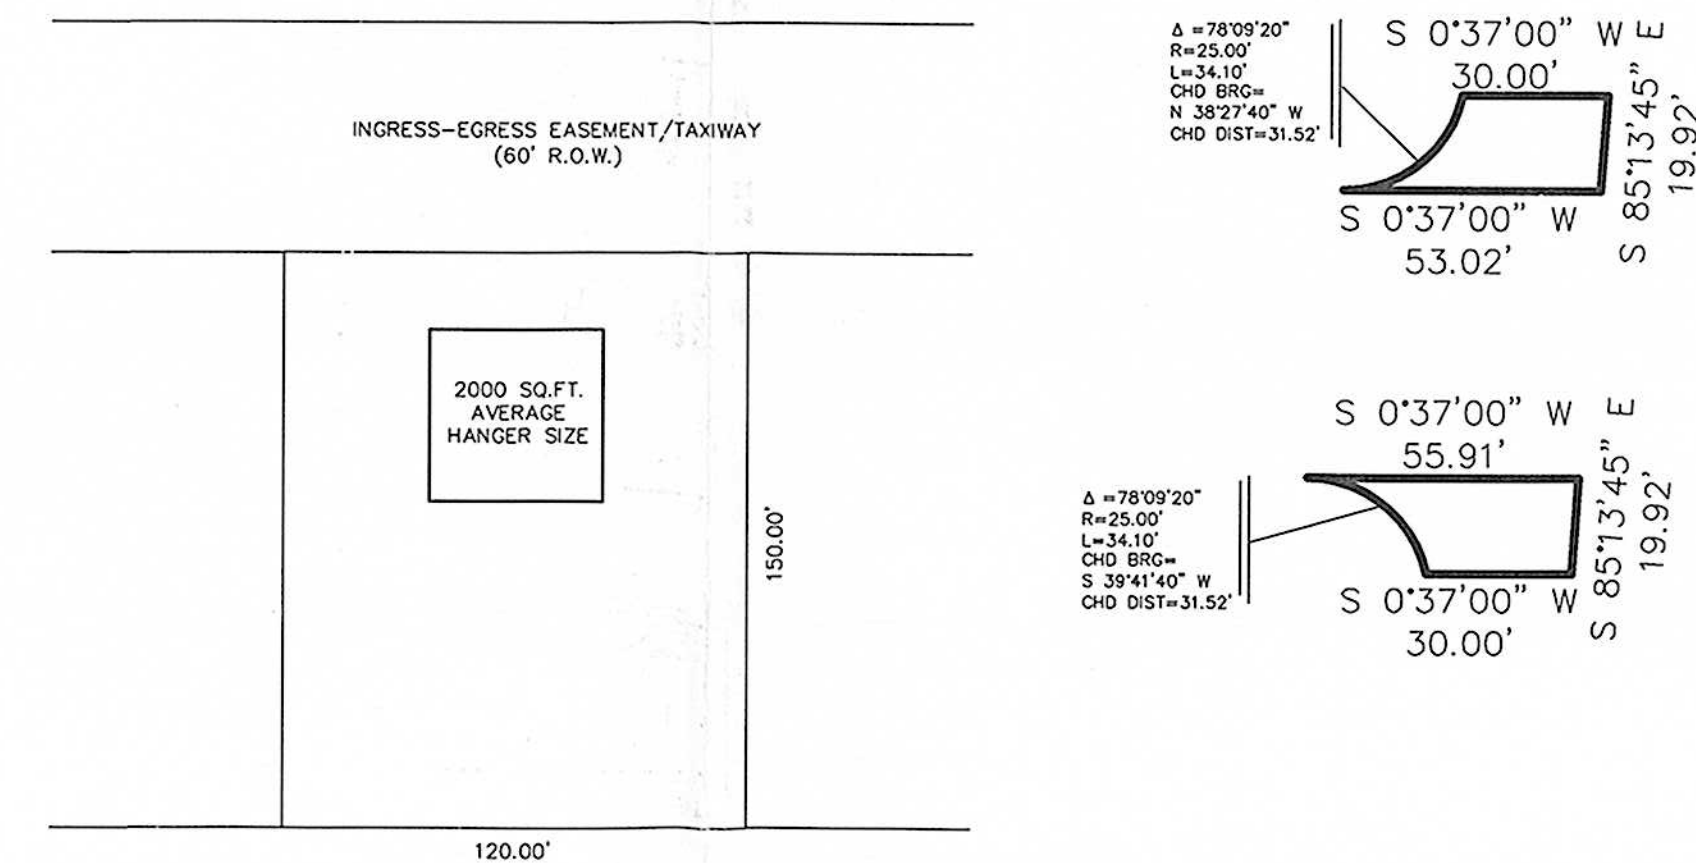 INGRESS-EGRESS EASEMENT/TAXIWAY
(60' R.O.W.)
2000 SQ.FT.
AVERAGE
HANGER SIZE
150.00'
120.00'
Δ =78°09'20"
R=25.00'
L=34.10'
CHD BRG=
N 38°27'40" W
CHD DIST=31.52'
S 0°37'00" W
30.00'
S 85°13'45" E
19.92'
S 0°37'00" W
53.02'
S 0°37'00" W
55.91'
S 85°13'45" E
19.92'
Δ =78°09'20"
R=25.00'
L=34.10'
CHD BRG=
S 39°41'40" W
CHD DIST=31.52'
S 0°37'00" W
30.00'